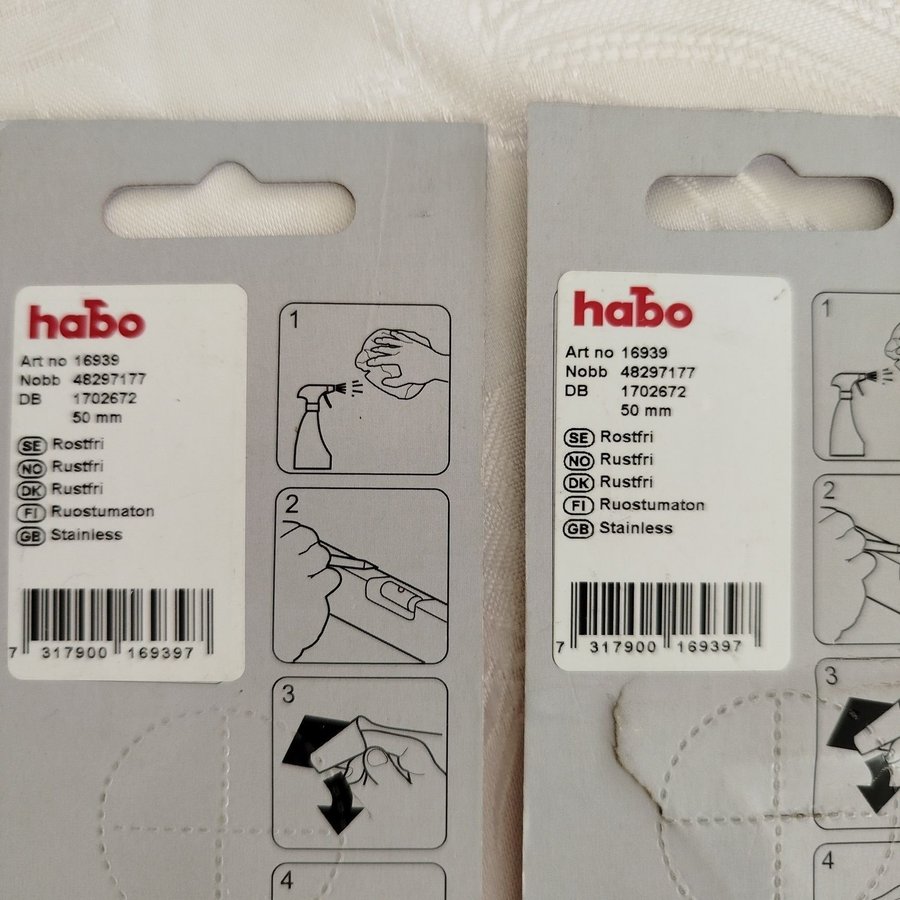 habo
Art no 16939
Nobb 48297177
DB 1702672
50 mm
SE Rostfri
NO Rustfri
DK Rustfri
FI Ruostumaton
GB Stainless
7 317900 169397
1
2
3
4
habo
Art no 16939
Nobb 48297177
DB 1702672
50 mm
SE Rostfri
NO Rustfri
DK Rustfri
FI Ruostumaton
GB Stainless
7 317900 169397
1
2
3
4